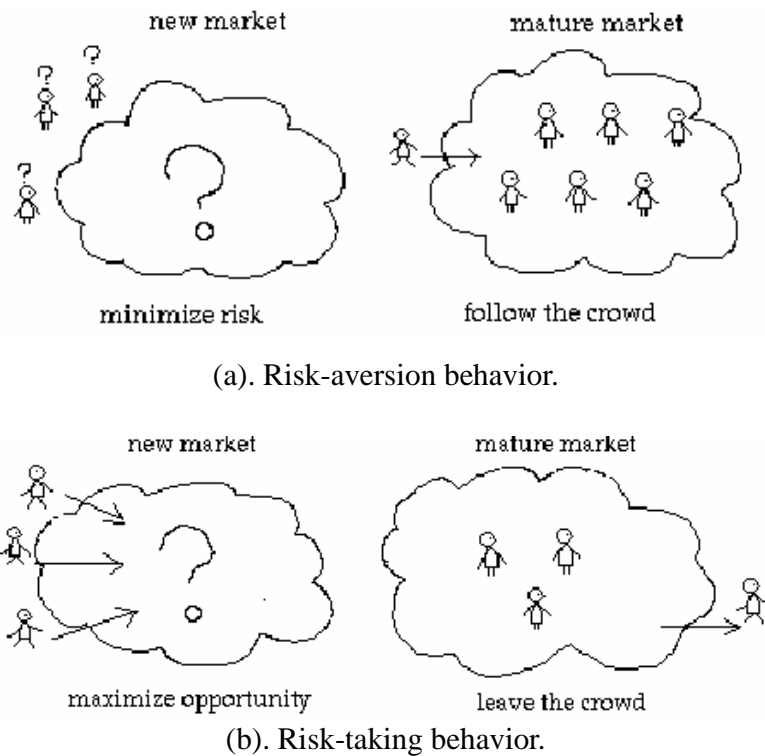 new market
mature market
?
?
?
?
minimize risk
follow the crowd
(a). Risk-aversion behavior.
new market
mature market
?
maximize opportunity
leave the crowd
(b). Risk-taking behavior.